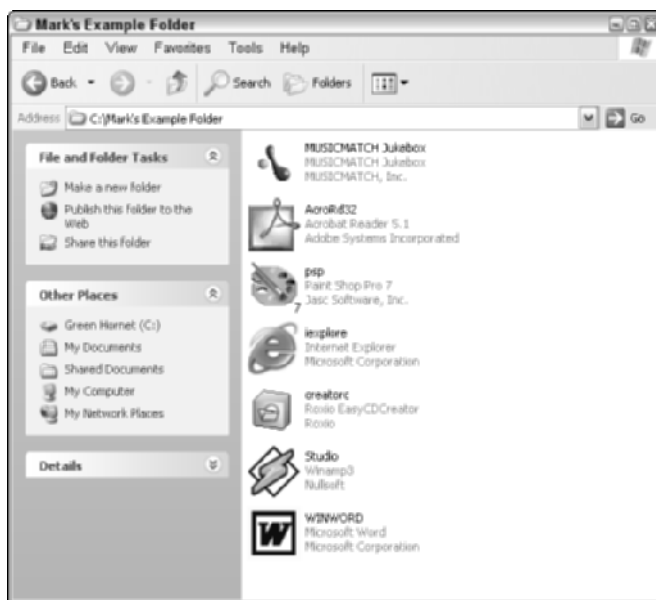 Mark's Example Folder
File Edit View Favorites Tools Help
Back Search Folders
Address C:\Mark's Example Folder Go
File and Folder Tasks
Make a new folder
Publish this folder to the
Web
Share this folder
Other Places
Green Hornet (C:)
My Documents
Shared Documents
My Computer
My Network Places
Details
MUSICMATCH Jukebox
MUSICMATCH Jukebox
MUSICMATCH, Inc.
AcroRd32
Acrobat Reader 5.1
Adobe Systems Incorporated
psp
Paint Shop Pro 7
Jasc Software, Inc.
7
iexplore
Internet Explorer
Microsoft Corporation
creatorc
Roxio EasyCDCreator
Roxio
Studio
Winamp3
Nullsoft
W
WINWORD
Microsoft Word
Microsoft Corporation